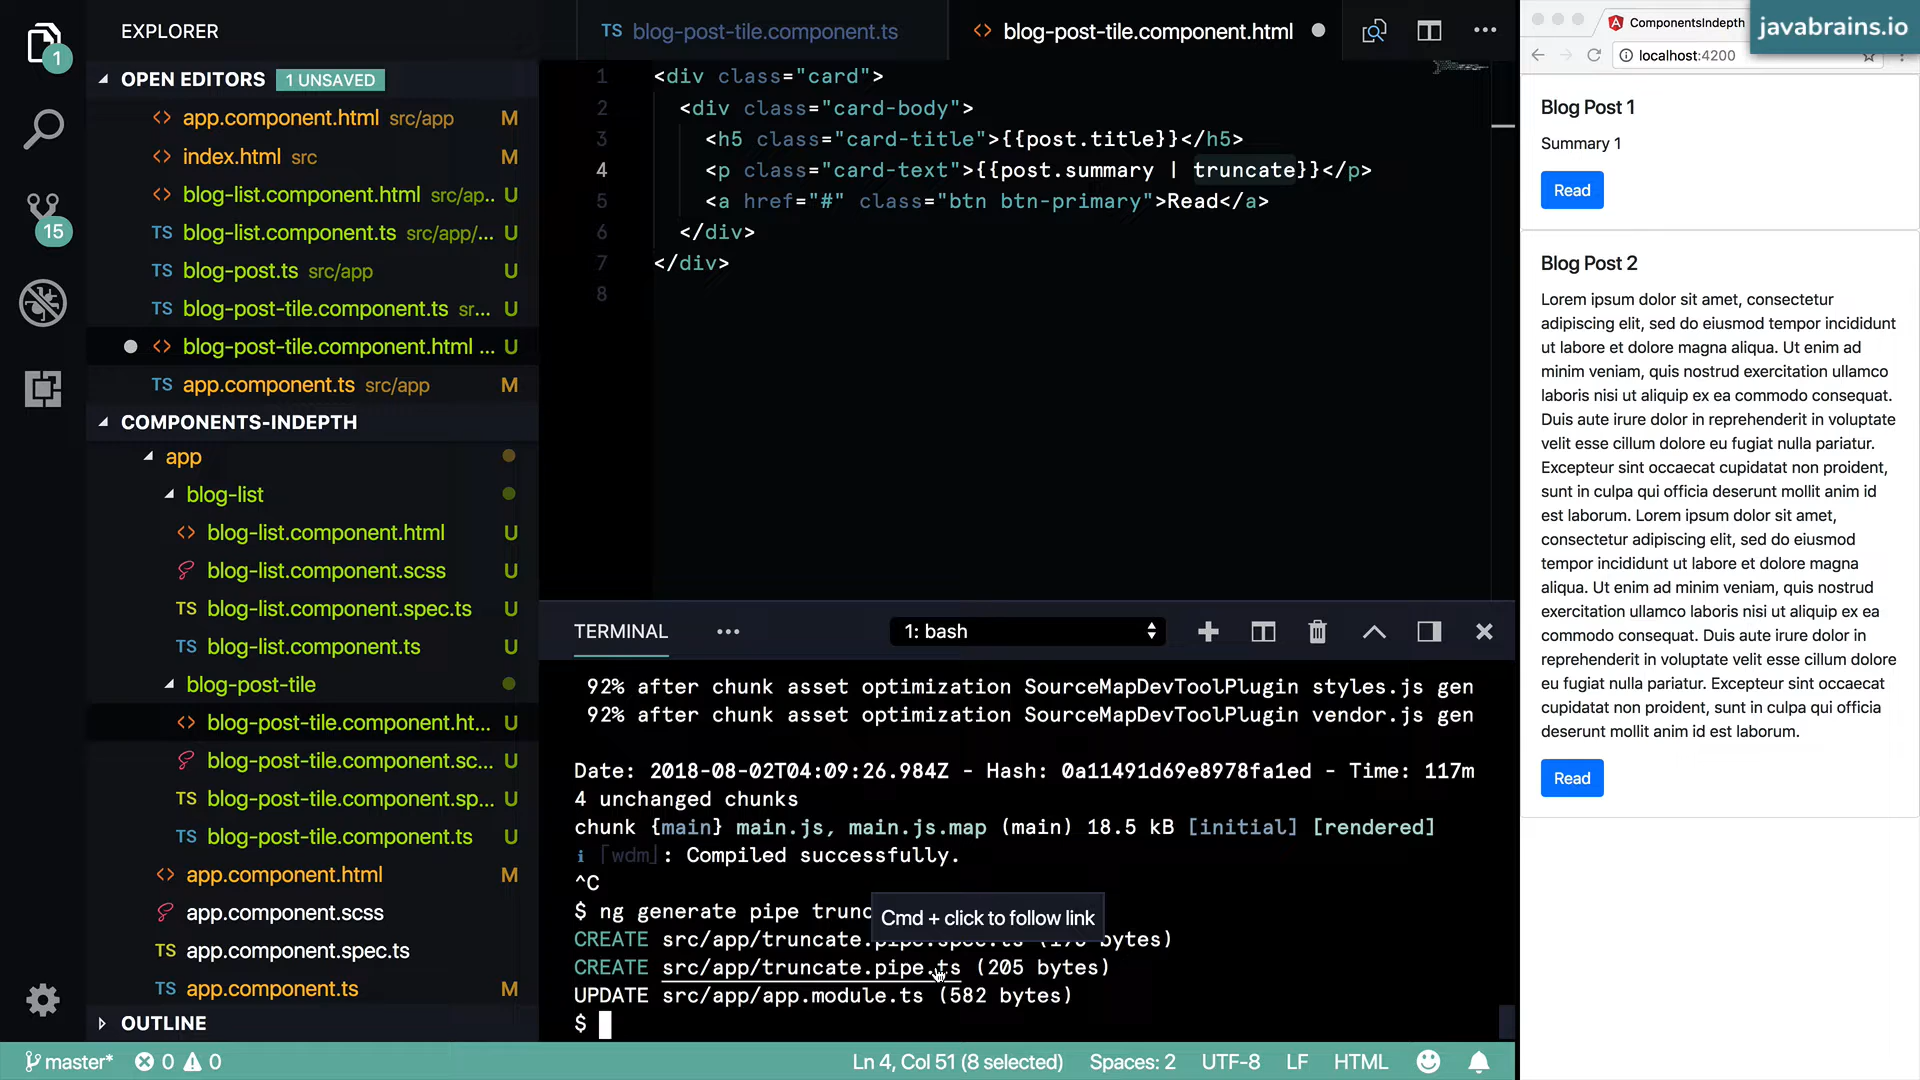 EXPLORER
OPEN EDITORS 1 UNSAVED
app.component.html src/app M
index.html src M
blog-list.component.html src/ap.. U
TS blog-list.component.ts src/app/... U
TS blog-post.ts src/app U
TS blog-post-tile.component.ts sr... U
blog-post-tile.component.html ... U
TS app.component.ts src/app M
COMPONENTS-INDEPTH
app
blog-list
blog-list.component.html U
blog-list.component.scss U
TS blog-list.component.spec.ts U
TS blog-list.component.ts U
blog-post-tile
blog-post-tile.component.ht... U
blog-post-tile.component.sc... U
TS blog-post-tile.component.sp... U
TS blog-post-tile.component.ts U
app.component.html M
app.component.scss
TS app.component.spec.ts
TS app.component.ts M
OUTLINE
1
15
TS blog-post-tile.component.ts
blog-post-tile.component.html
1 <div class="card">
2 <div class="card-body">
3 <h5 class="card-title">{{post.title}}</h5>
4 <p class="card-text">{{post.summary | truncate}}</p>
5 <a href="#" class="btn btn-primary">Read</a>
6 </div>
7 </div>
8
TERMINAL ... 1: bash
92% after chunk asset optimization SourceMapDevToolPlugin styles.js gen
92% after chunk asset optimization SourceMapDevToolPlugin vendor.js gen
Date: 2018-08-02T04:09:26.984Z - Hash: 0a11491d69e8978fa1ed - Time: 117m
4 unchanged chunks
chunk {main} main.js, main.js.map (main) 18.5 kB [initial] [rendered]
i ｢wdm｣: Compiled successfully.
^C
$ ng generate pipe trunc
Cmd + click to follow link
CREATE src/app/truncate.pipe.spec.ts bytes)
CREATE src/app/truncate.pipe.ts (205 bytes)
UPDATE src/app/app.module.ts (582 bytes)
$
master* 0 0 Ln 4, Col 51 (8 selected) Spaces: 2 UTF-8 LF HTML
ComponentsIndepth
javabrains.io
localhost:4200
Blog Post 1
Summary 1
Read
Blog Post 2
Lorem ipsum dolor sit amet, consectetur
adipiscing elit, sed do eiusmod tempor incididunt
ut labore et dolore magna aliqua. Ut enim ad
minim veniam, quis nostrud exercitation ullamco
laboris nisi ut aliquip ex ea commodo consequat.
Duis aute irure dolor in reprehenderit in voluptate
velit esse cillum dolore eu fugiat nulla pariatur.
Excepteur sint occaecat cupidatat non proident,
sunt in culpa qui officia deserunt mollit anim id
est laborum. Lorem ipsum dolor sit amet,
consectetur adipiscing elit, sed do eiusmod
tempor incididunt ut labore et dolore magna
aliqua. Ut enim ad minim veniam, quis nostrud
exercitation ullamco laboris nisi ut aliquip ex ea
commodo consequat. Duis aute irure dolor in
reprehenderit in voluptate velit esse cillum dolore
eu fugiat nulla pariatur. Excepteur sint occaecat
cupidatat non proident, sunt in culpa qui officia
deserunt mollit anim id est laborum.
Read